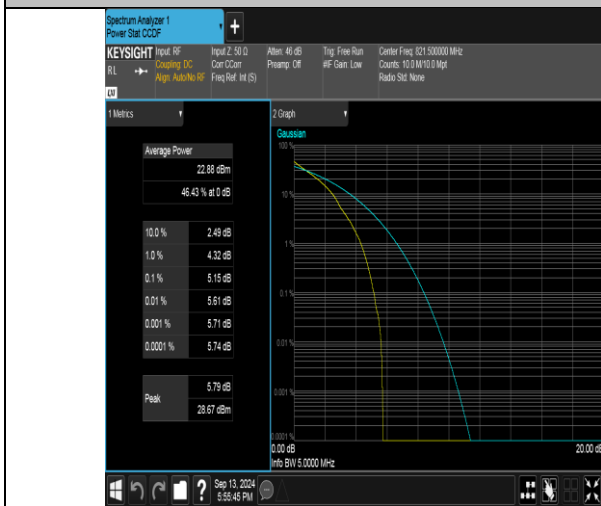 Spectrum Analyzer 1
Power Stat CCDF
+
KEYSIGHT Input: RF Input Z: 50 Ω Atten: 46 dB Trig: Free Run Center Freq: 821.500000 MHz
RL Coupling: DC Corr CCorr Preamp: Off #IF Gain: Low Counts: 10.0 M/10.0 Mpt
Align: Auto/No RF Freq Ref: Int (S) Radio Std: None
1 Metrics
2 Graph
Average Power
22.88 dBm
46.43 % at 0 dB
10.0 % 2.49 dB
1.0 % 4.32 dB
0.1 % 5.15 dB
0.01 % 5.61 dB
0.001 % 5.71 dB
0.0001 % 5.74 dB
Peak
5.79 dB
28.67 dBm
Gaussian
100 %
10 %
1 %
0.1 %
0.01 %
0.001 %
0.0001 %
0.00 dB 20.00 dB
Info BW 5.0000 MHz
?
Sep 13, 2024
5:55:45 PM